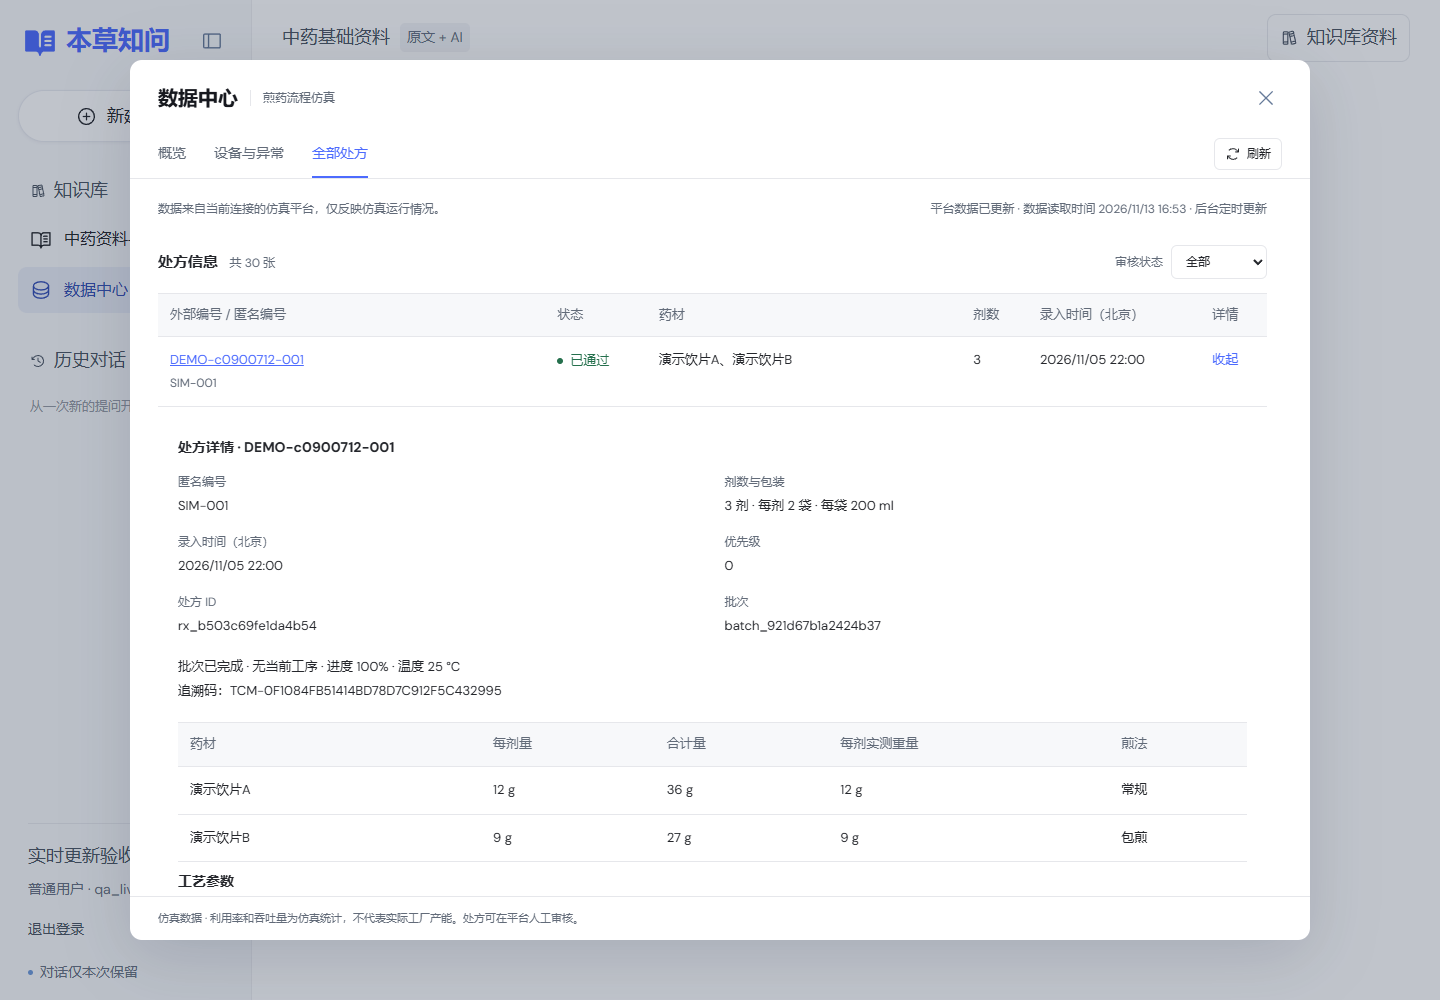 本草知问
中药基础资料 原文 + AI
知识库资料
数据中心 煎药流程仿真
新建
概览 设备与异常 全部处方
刷新
知识库
数据来自当前连接的仿真平台，仅反映仿真运行情况。
平台数据已更新 · 数据读取时间 2026/11/13 16:53 · 后台定时更新
中药资料
处方信息 共 30 张
审核状态 全部
数据中心
外部编号 / 匿名编号 状态 药材 剂数 录入时间（北京） 详情
DEMO-c0900712-001 已通过 演示饮片A、演示饮片B 3 2026/11/05 22:00 收起
SIM-001
历史对话
从一次新的提问开
处方详情 · DEMO-c0900712-001
匿名编号 剂数与包装
SIM-001 3 剂 · 每剂 2 袋 · 每袋 200 ml
录入时间（北京） 优先级
2026/11/05 22:00 0
处方 ID 批次
rx_b503c69fe1da4b54 batch_921d67b1a2424b37
批次已完成 · 无当前工序 · 进度 100% · 温度 25 °C
追溯码：TCM-0F1084FB51414BD78D7C912F5C432995
药材 每剂量 合计量 每剂实测重量 煎法
演示饮片A 12 g 36 g 12 g 常规
演示饮片B 9 g 27 g 9 g 包煎
工艺参数
实时更新验收
普通用户 · qa_liv
仿真数据 · 利用率和吞吐量为仿真统计，不代表实际工厂产能。处方可在平台人工审核。
退出登录
对话仅本次保留